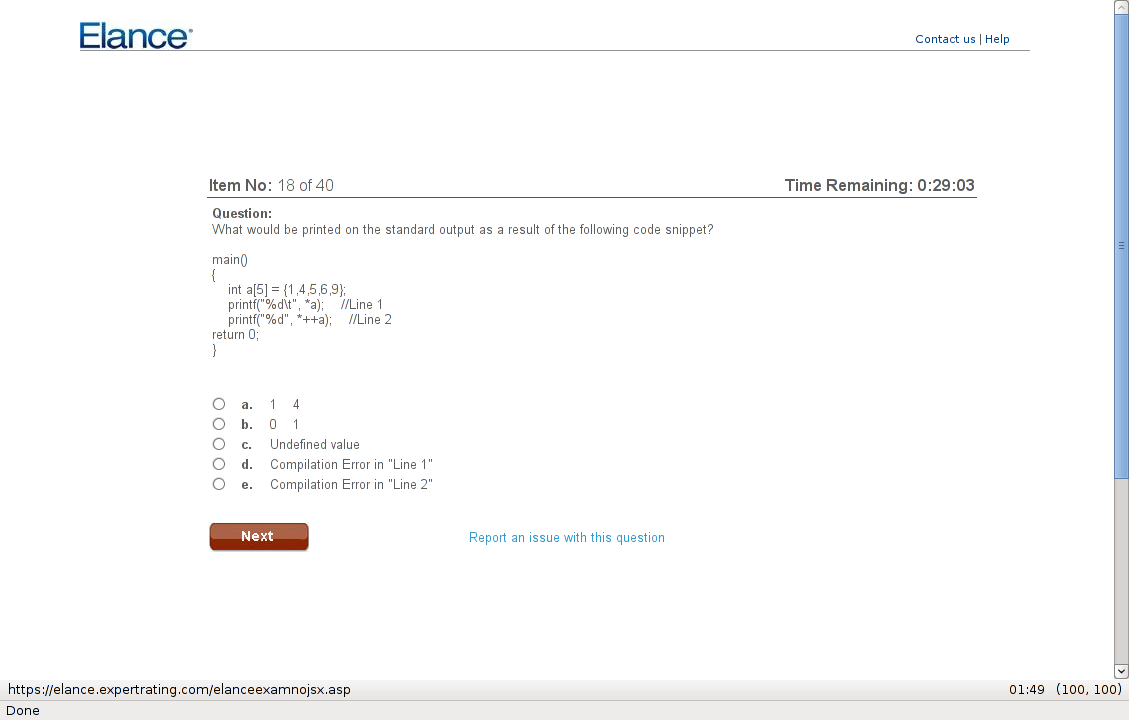 Elance
Contact us | Help
Item No: 18 of 40 Time Remaining: 0:29:03
Question:
What would be printed on the standard output as a result of the following code snippet?
main()
{
int a[5] = {1,4,5,6,9};
printf("%d\t", *a); //Line 1
printf("%d", *++a); //Line 2
return 0;
}
a. 1 4
b. 0 1
c. Undefined value
d. Compilation Error in "Line 1"
e. Compilation Error in "Line 2"
Next Report an issue with this question
https://elance.expertrating.com/elanceexamnojsx.asp 01:49 (100, 100)
Done